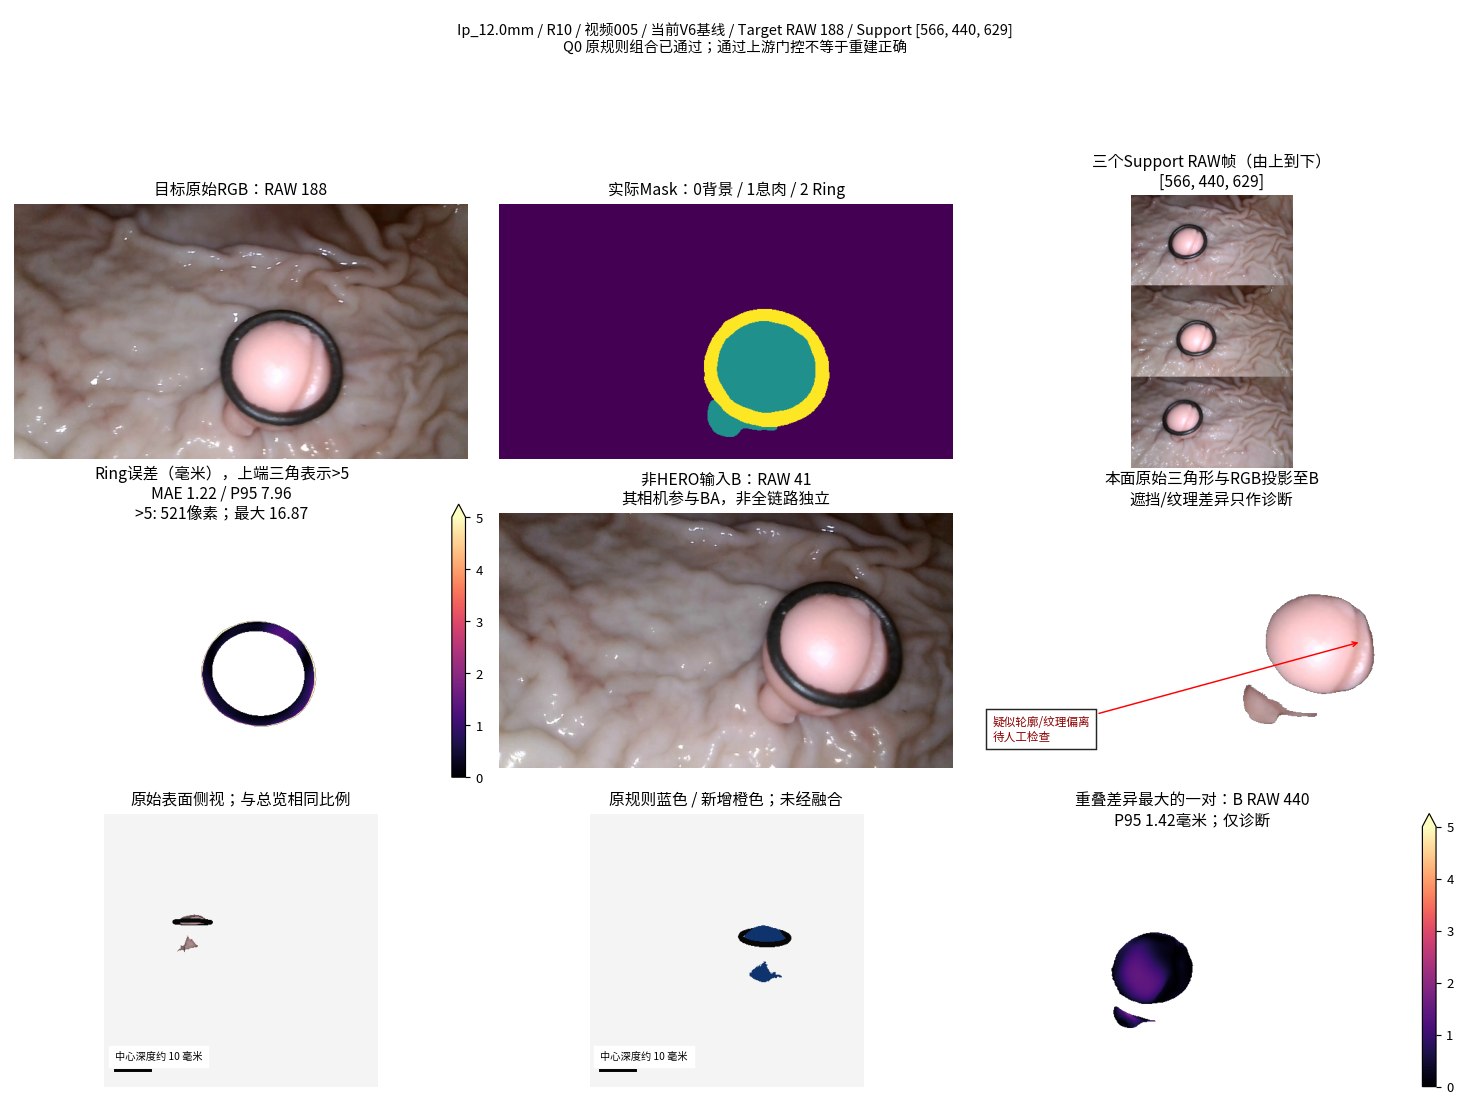 Ip_12.0mm / R10 / 视频005 / 当前V6基线 / Target RAW 188 / Support [566, 440, 629]
Q0 原规则组合已通过；通过上游门控不等于重建正确
目标原始RGB：RAW 188
实际Mask：0背景 / 1息肉 / 2 Ring
三个Support RAW帧（由上到下）
[566, 440, 629]
Ring误差（毫米），上端三角表示>5
MAE 1.22 / P95 7.96
>5: 521像素；最大 16.87
5
4
3
2
1
0
非HERO输入B：RAW 41
其相机参与BA，非全链路独立
本面原始三角形与RGB投影至B
遮挡/纹理差异只作诊断
疑似轮廓/纹理偏离
待人工检查
原始表面侧视；与总览相同比例
中心深度约 10 毫米
原规则蓝色 / 新增橙色；未经融合
中心深度约 10 毫米
重叠差异最大的一对：B RAW 440
P95 1.42毫米；仅诊断
5
4
3
2
1
0